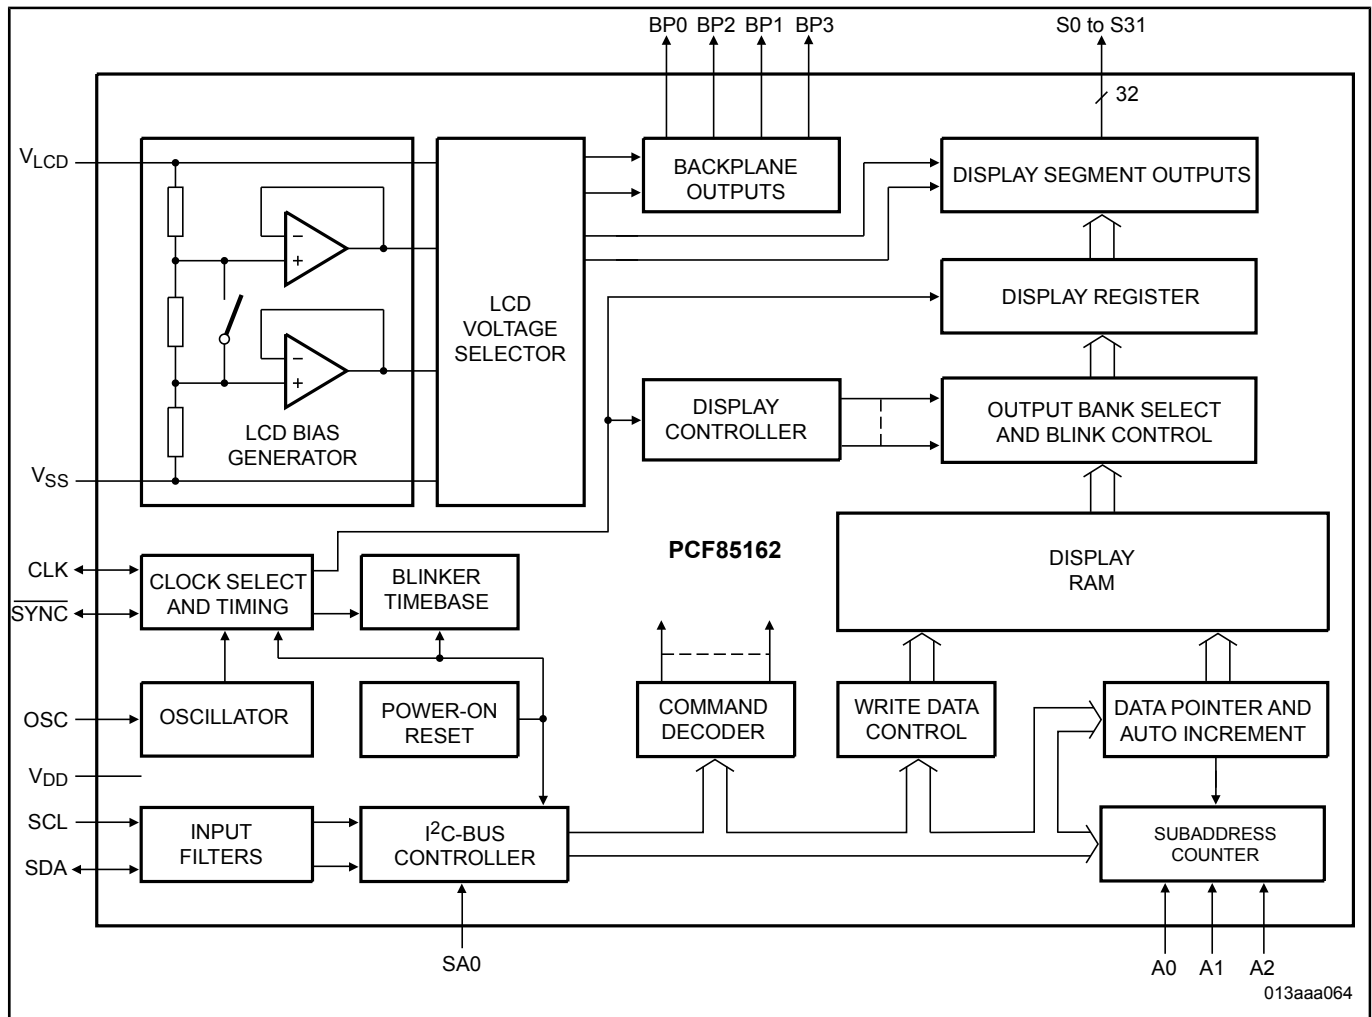 BP0 BP2 BP1 BP3
S0 to S31
32
VLCD
BACKPLANE
OUTPUTS
DISPLAY SEGMENT OUTPUTS
−
+
LCD
VOLTAGE
SELECTOR
DISPLAY REGISTER
−
+
LCD BIAS
GENERATOR
DISPLAY
CONTROLLER
OUTPUT BANK SELECT
AND BLINK CONTROL
VSS
CLK
SYNC
CLOCK SELECT
AND TIMING
BLINKER
TIMEBASE
PCF85162
DISPLAY
RAM
OSC
OSCILLATOR
POWER-ON
RESET
COMMAND
DECODER
WRITE DATA
CONTROL
DATA POINTER AND
AUTO INCREMENT
VDD
SCL
SDA
INPUT
FILTERS
I2C-BUS
CONTROLLER
SUBADDRESS
COUNTER
SA0
A0 A1 A2
013aaa064